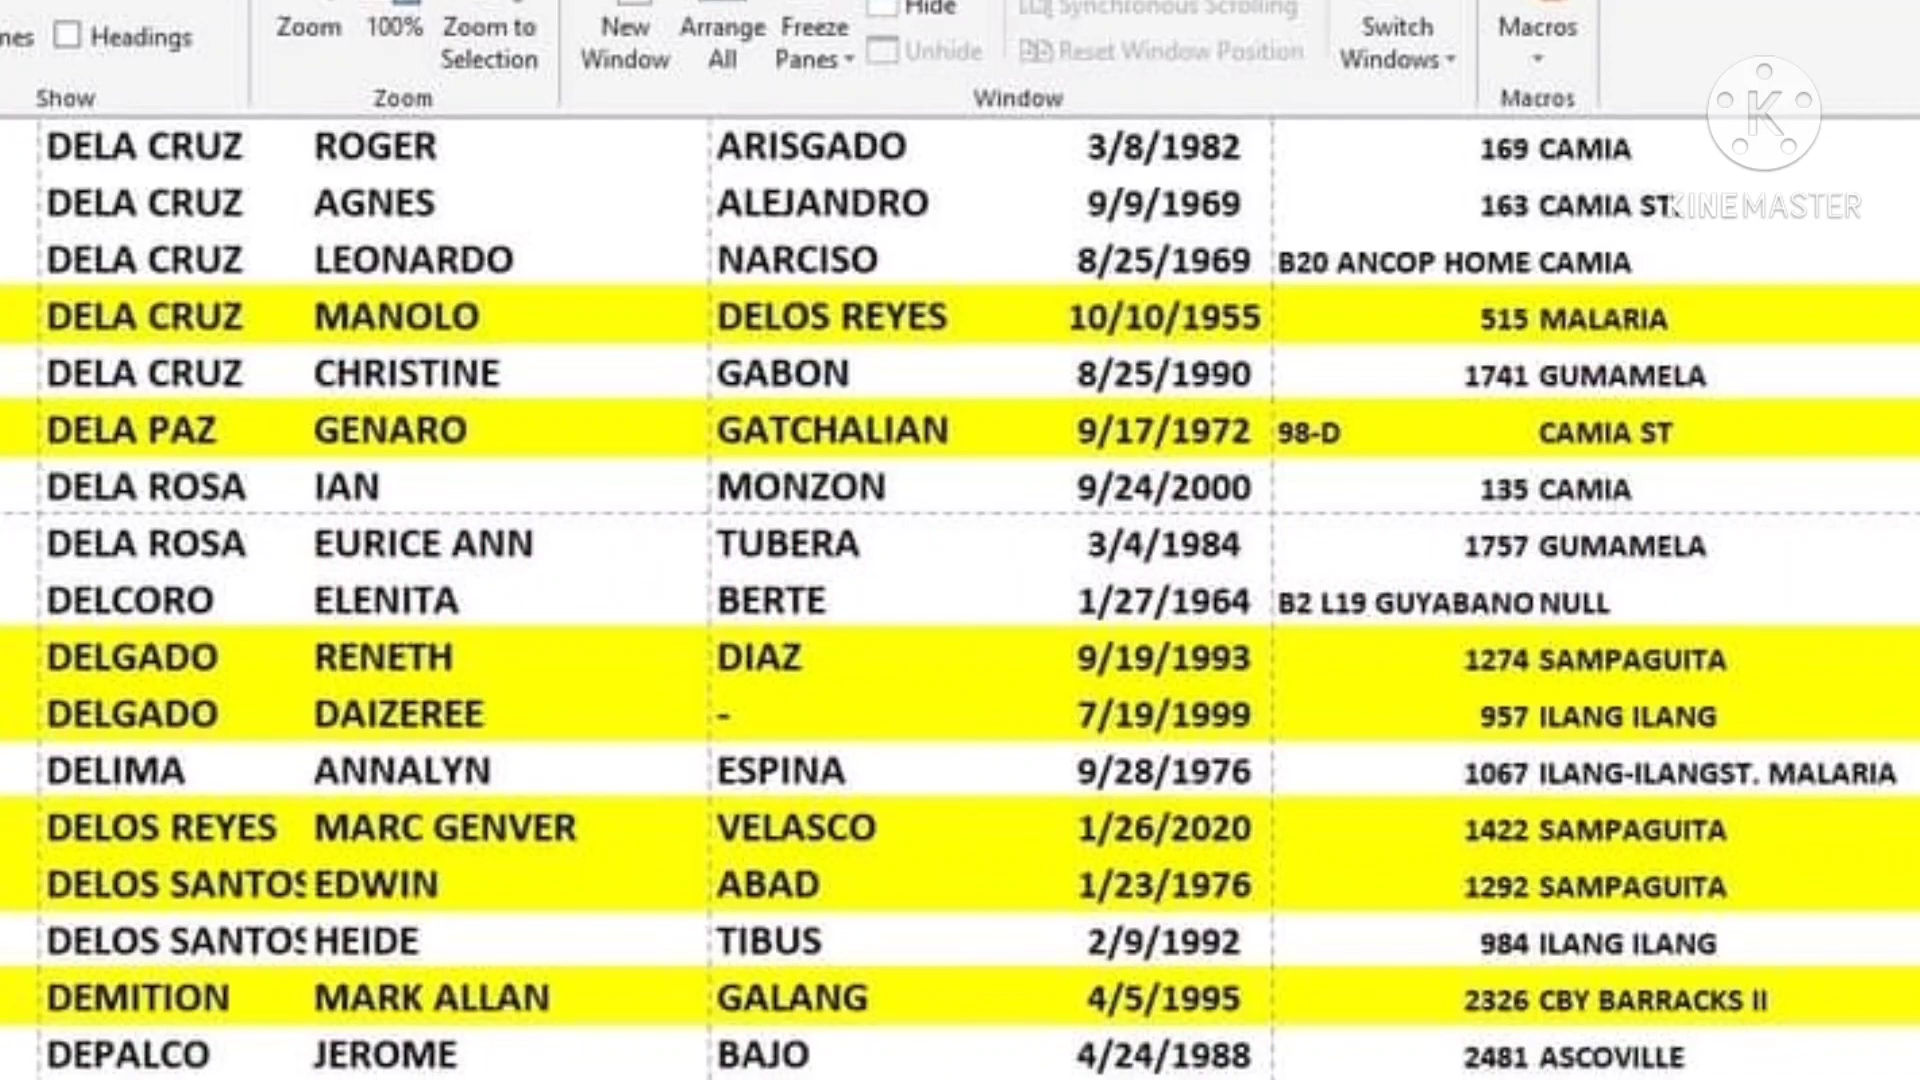 nes Headings Zoom 100% Zoom to Selection New Window Arrange All Freeze Panes Hide Unhide Synchronous Scrolling Reset Window Position Switch Windows Macros
Show Zoom Window Macros
K
KINEMASTER
DELA CRUZ ROGER ARISGADO 3/8/1982 169 CAMIA
DELA CRUZ AGNES ALEJANDRO 9/9/1969 163 CAMIA ST.
DELA CRUZ LEONARDO NARCISO 8/25/1969 B20 ANCOP HOME CAMIA
DELA CRUZ MANOLO DELOS REYES 10/10/1955 515 MALARIA
DELA CRUZ CHRISTINE GABON 8/25/1990 1741 GUMAMELA
DELA PAZ GENARO GATCHALIAN 9/17/1972 98-D CAMIA ST
DELA ROSA IAN MONZON 9/24/2000 135 CAMIA
DELA ROSA EURICE ANN TUBERA 3/4/1984 1757 GUMAMELA
DELCORO ELENITA BERTE 1/27/1964 B2 L19 GUYABANO NULL
DELGADO RENETH DIAZ 9/19/1993 1274 SAMPAGUITA
DELGADO DAIZEREE - 7/19/1999 957 ILANG ILANG
DELIMA ANNALYN ESPINA 9/28/1976 1067 ILANG-ILANGST. MALARIA
DELOS REYES MARC GENVER VELASCO 1/26/2020 1422 SAMPAGUITA
DELOS SANTOS EDWIN ABAD 1/23/1976 1292 SAMPAGUITA
DELOS SANTOS HEIDE TIBUS 2/9/1992 984 ILANG ILANG
DEMITION MARK ALLAN GALANG 4/5/1995 2326 CBY BARRACKS II
DEPALCO JEROME BAJO 4/24/1988 2481 ASCOVILLE